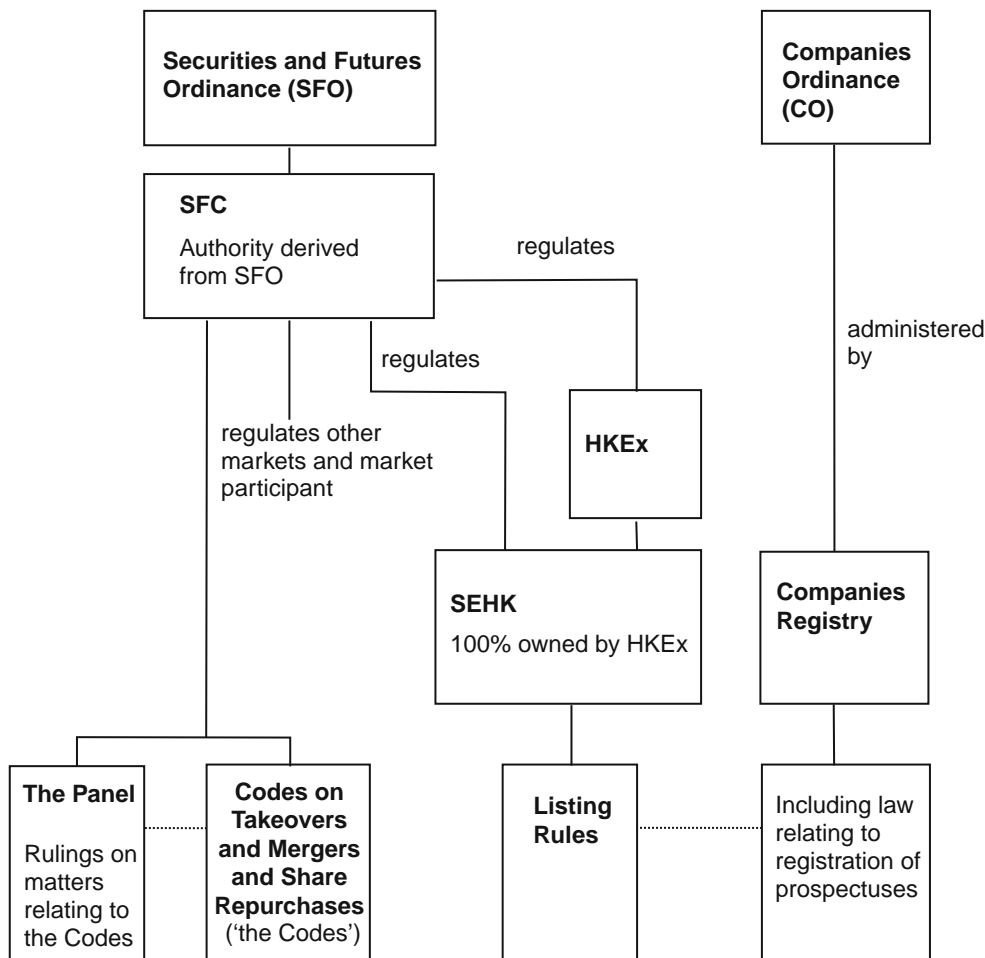 Securities and Futures
Ordinance (SFO)
Companies
Ordinance
(CO)
SFC
Authority derived
from SFO
regulates
administered
by
regulates
regulates other
markets and market
participant
HKEx
SEHK
100% owned by HKEx
Companies
Registry
The Panel
Rulings on
matters
relating to
the Codes
Codes on
Takeovers
and Mergers
and Share
Repurchases
(‘the Codes’)
Listing
Rules
Including law
relating to
registration of
prospectuses